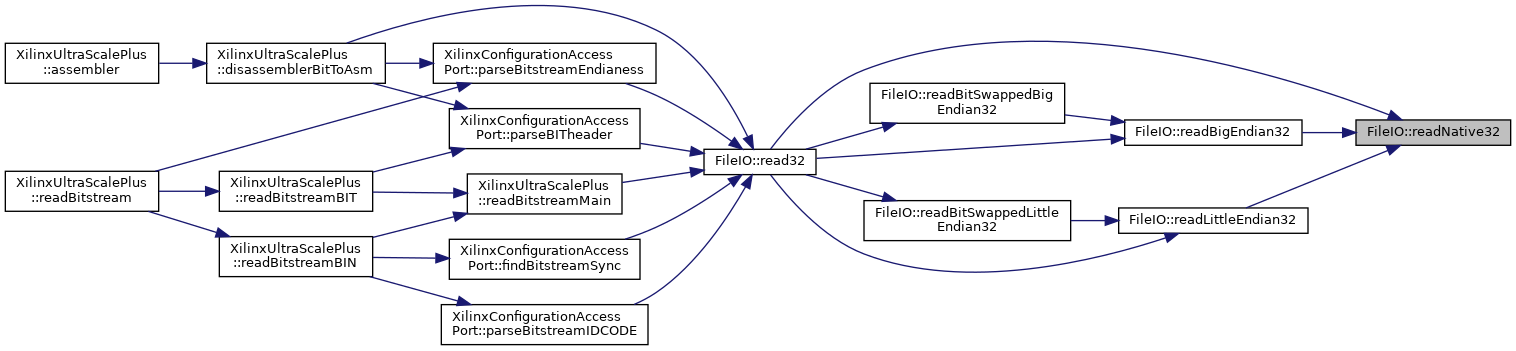 XilinxUltraScalePlus
::assembler
XilinxUltraScalePlus
::disassemblerBitToAsm
XilinxConfigurationAccess
Port::parseBitstreamEndianess
XilinxConfigurationAccess
Port::parseBITheader
XilinxUltraScalePlus
::readBitstream
XilinxUltraScalePlus
::readBitstreamBIT
XilinxUltraScalePlus
::readBitstreamMain
XilinxUltraScalePlus
::readBitstreamBIN
XilinxConfigurationAccess
Port::findBitstreamSync
XilinxConfigurationAccess
Port::parseBitstreamIDCODE
FileIO::read32
FileIO::readBitSwappedBig
Endian32
FileIO::readBigEndian32
FileIO::readNative32
FileIO::readBitSwappedLittle
Endian32
FileIO::readLittleEndian32